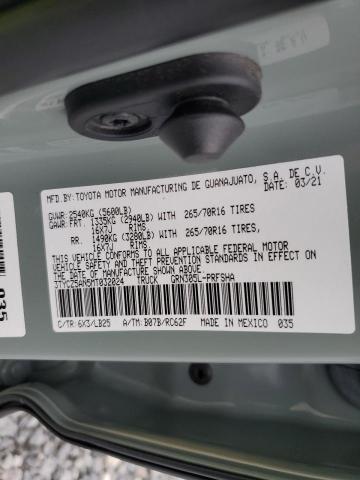 MFD. BY:TOYOTA MOTOR MANUFACTURING DE GUANAJUATO, S.A. DE C.V.
GVWR:2540KG (5600LB) DATE: 03/21
GAWR:FRT. 1335KG (2940LB) WITH 265/70R16 TIRES
16X7J RIMS,
RR. 1490KG (3280LB) WITH 265/70R16 TIRES
16X7J RIMS,
THIS VEHICLE CONFORMS TO ALL APPLICABLE FEDERAL MOTOR
VEHICLE SAFETY STANDARDS IN EFFECT ON
THE DATE OF MANUFACTURE SHOWN ABOVE.
3TYCZ5AN5MT032024 TRUCK GRN305L-PRFSHA
C/TR: 6X3/LB25 A/TM: B07B/RC62F MADE IN MEXICO 035
035